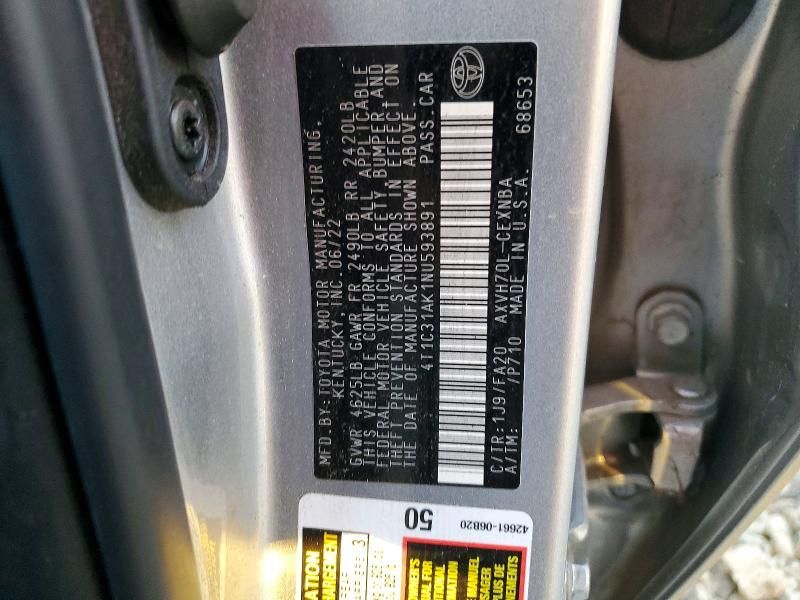 MFD.BY:TOYOTA MOTOR MANUFACTURING,
KENTUCKY,INC. 06/22
GVWR 4625LB GAWR FR 2490LB RR 2420LB
THIS VEHICLE CONFORMS TO ALL APPLICABLE
FEDERAL MOTOR VEHICLE SAFETY BUMPER AND
THEFT PREVENTION STANDARDS IN EFFECT ON
THE DATE OF MANUFACTURE SHOWN ABOVE.
4T1C31AK1NU593891 PASS.CAR
C/TR:1J9/FA20 AXVH70L-CEXNBA
A/TM: /P710 MADE IN U.S.A.
68653
50
42661-06B20
3